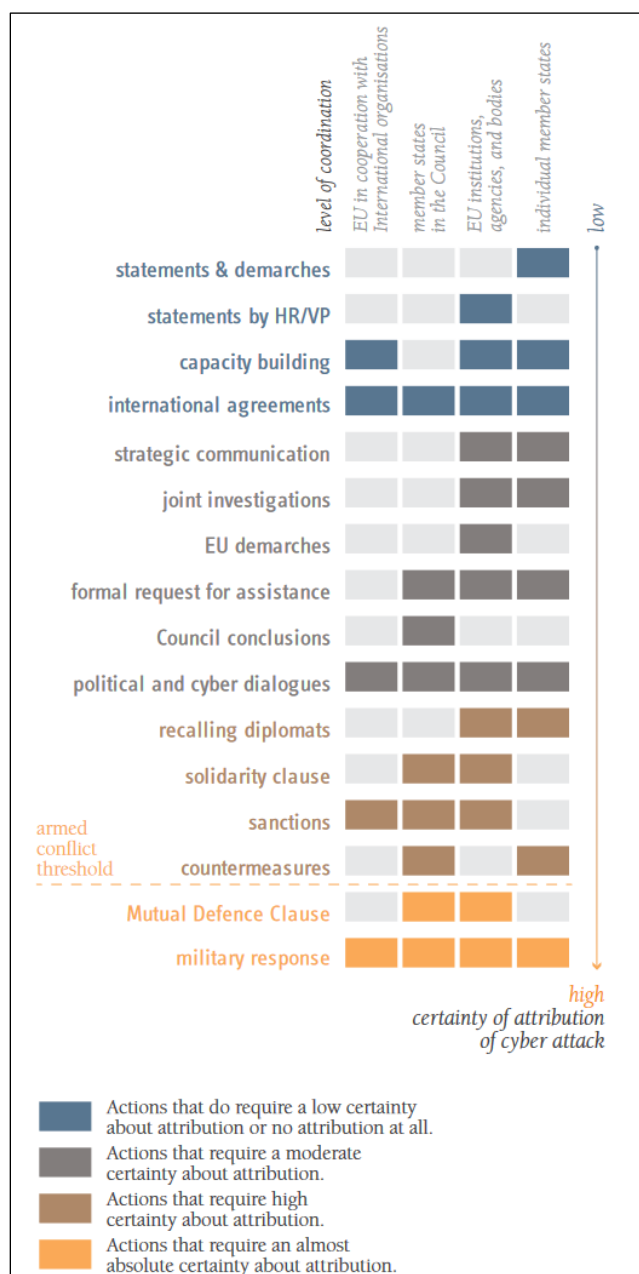 level of coordination
EU in cooperation with
International organisations
member states
in the Council
EU institutions,
agencies, and bodies
individual member states
low
statements & demarches
statements by HR/VP
capacity building
international agreements
strategic communication
joint investigations
EU demarches
formal request for assistance
Council conclusions
political and cyber dialogues
recalling diplomats
solidarity clause
sanctions
armed
conflict
threshold
countermeasures
Mutual Defence Clause
military response
high
certainty of attribution
of cyber attack
Actions that do require a low certainty
about attribution or no attribution at all.
Actions that require a moderate
certainty about attribution.
Actions that require high
certainty about attribution.
Actions that require an almost
absolute certainty about attribution.